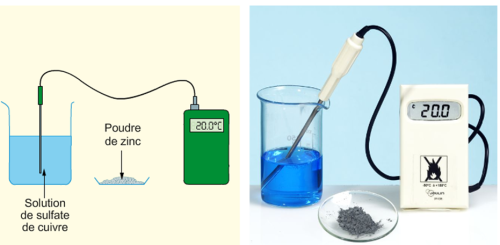 20.0°C
Poudre
de zinc
Solution
de sulfate
de cuivre
c 20.0